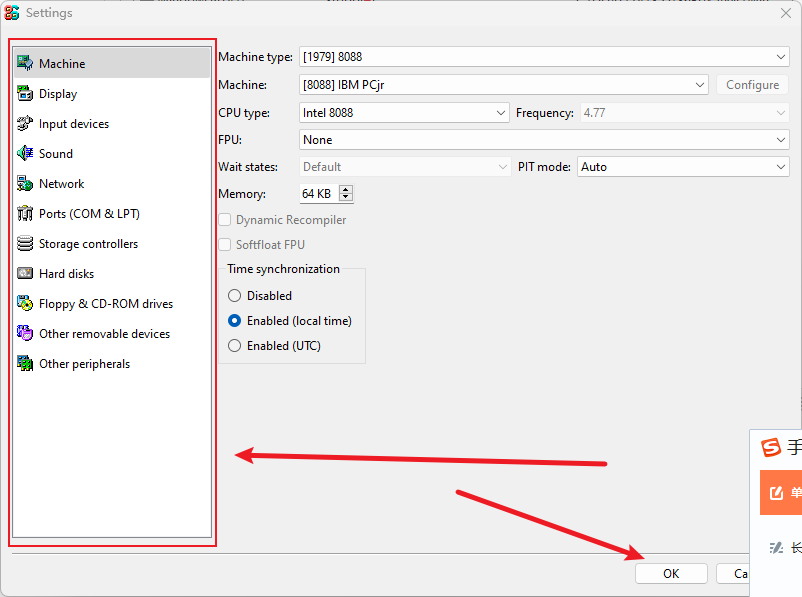 Settings
Machine
Display
Input devices
Sound
Network
Ports (COM & LPT)
Storage controllers
Hard disks
Floppy & CD-ROM drives
Other removable devices
Other peripherals
Machine type: [1979] 8088
Machine: [8088] IBM PCjr Configure
CPU type: Intel 8088 Frequency: 4.77
FPU: None
Wait states: Default PIT mode: Auto
Memory: 64 KB
Dynamic Recompiler
Softfloat FPU
Time synchronization
Disabled
Enabled (local time)
Enabled (UTC)
手
单
长
OK Ca